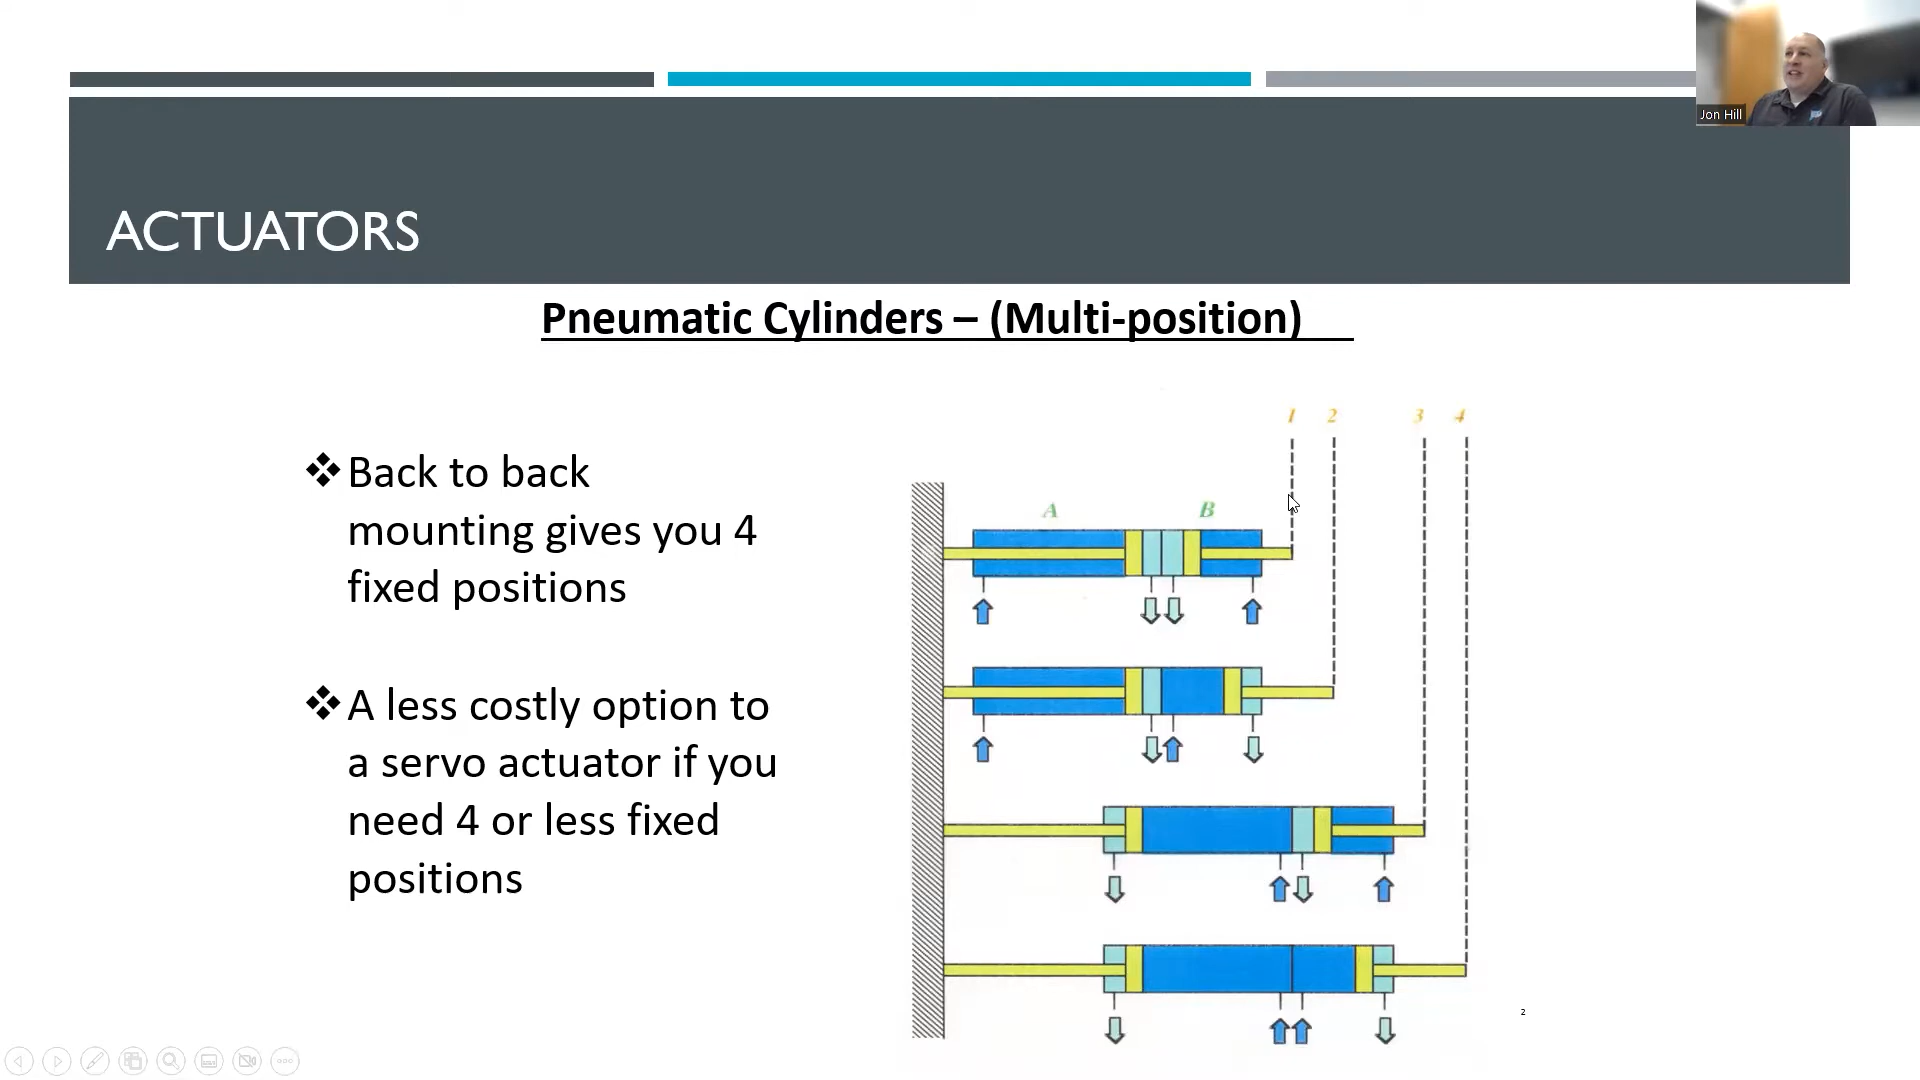 Jon Hill
ACTUATORS
Pneumatic Cylinders – (Multi-position)
1 2 3 4
Back to back
mounting gives you 4
fixed positions
A B
A less costly option to
a servo actuator if you
need 4 or less fixed
positions
2